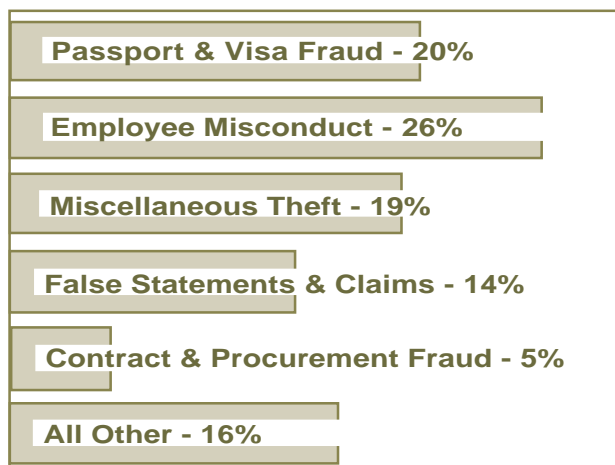 Passport & Visa Fraud - 20%
Employee Misconduct - 26%
Miscellaneous Theft - 19%
False Statements & Claims - 14%
Contract & Procurement Fraud - 5%
All Other - 16%